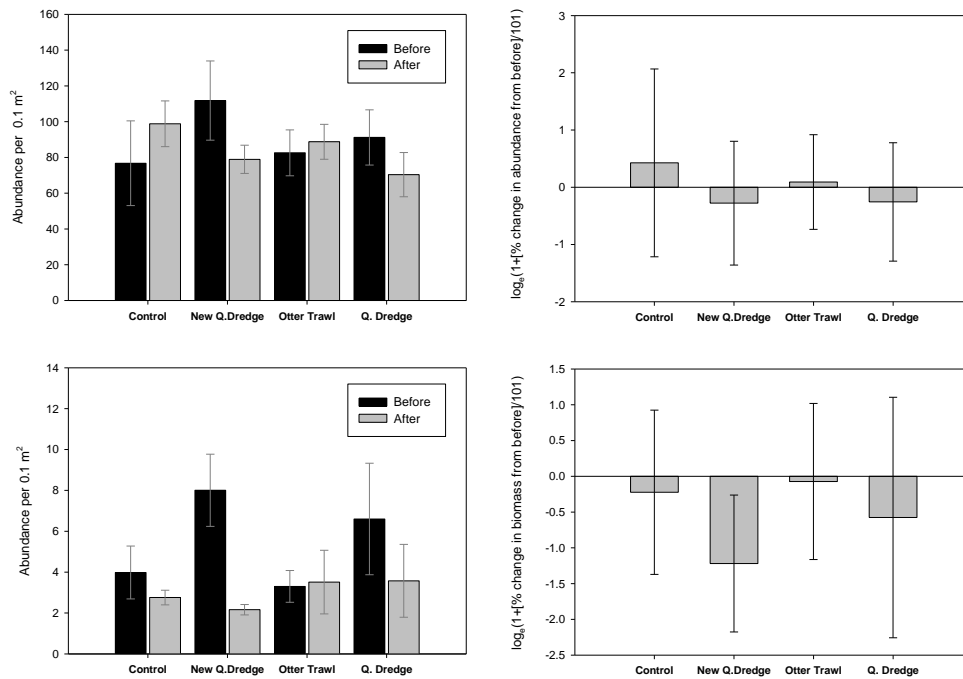 Abundance per 0.1 m²
160
140
120
100
80
60
40
20
0
Before
After
Control
New Q.Dredge
Otter Trawl
Q. Dredge
logₑ(1+[% change in abundance from before]/101)
3
2
1
0
-1
-2
Control
New Q.Dredge
Otter Trawl
Q. Dredge
Abundance per 0.1 m²
14
12
10
8
6
4
2
0
Before
After
Control
New Q.Dredge
Otter Trawl
Q. Dredge
logₑ(1+[% change in biomass from before]/101)
1.5
1.0
0.5
0.0
-0.5
-1.0
-1.5
-2.0
-2.5
Control
New Q.Dredge
Otter Trawl
Q. Dredge